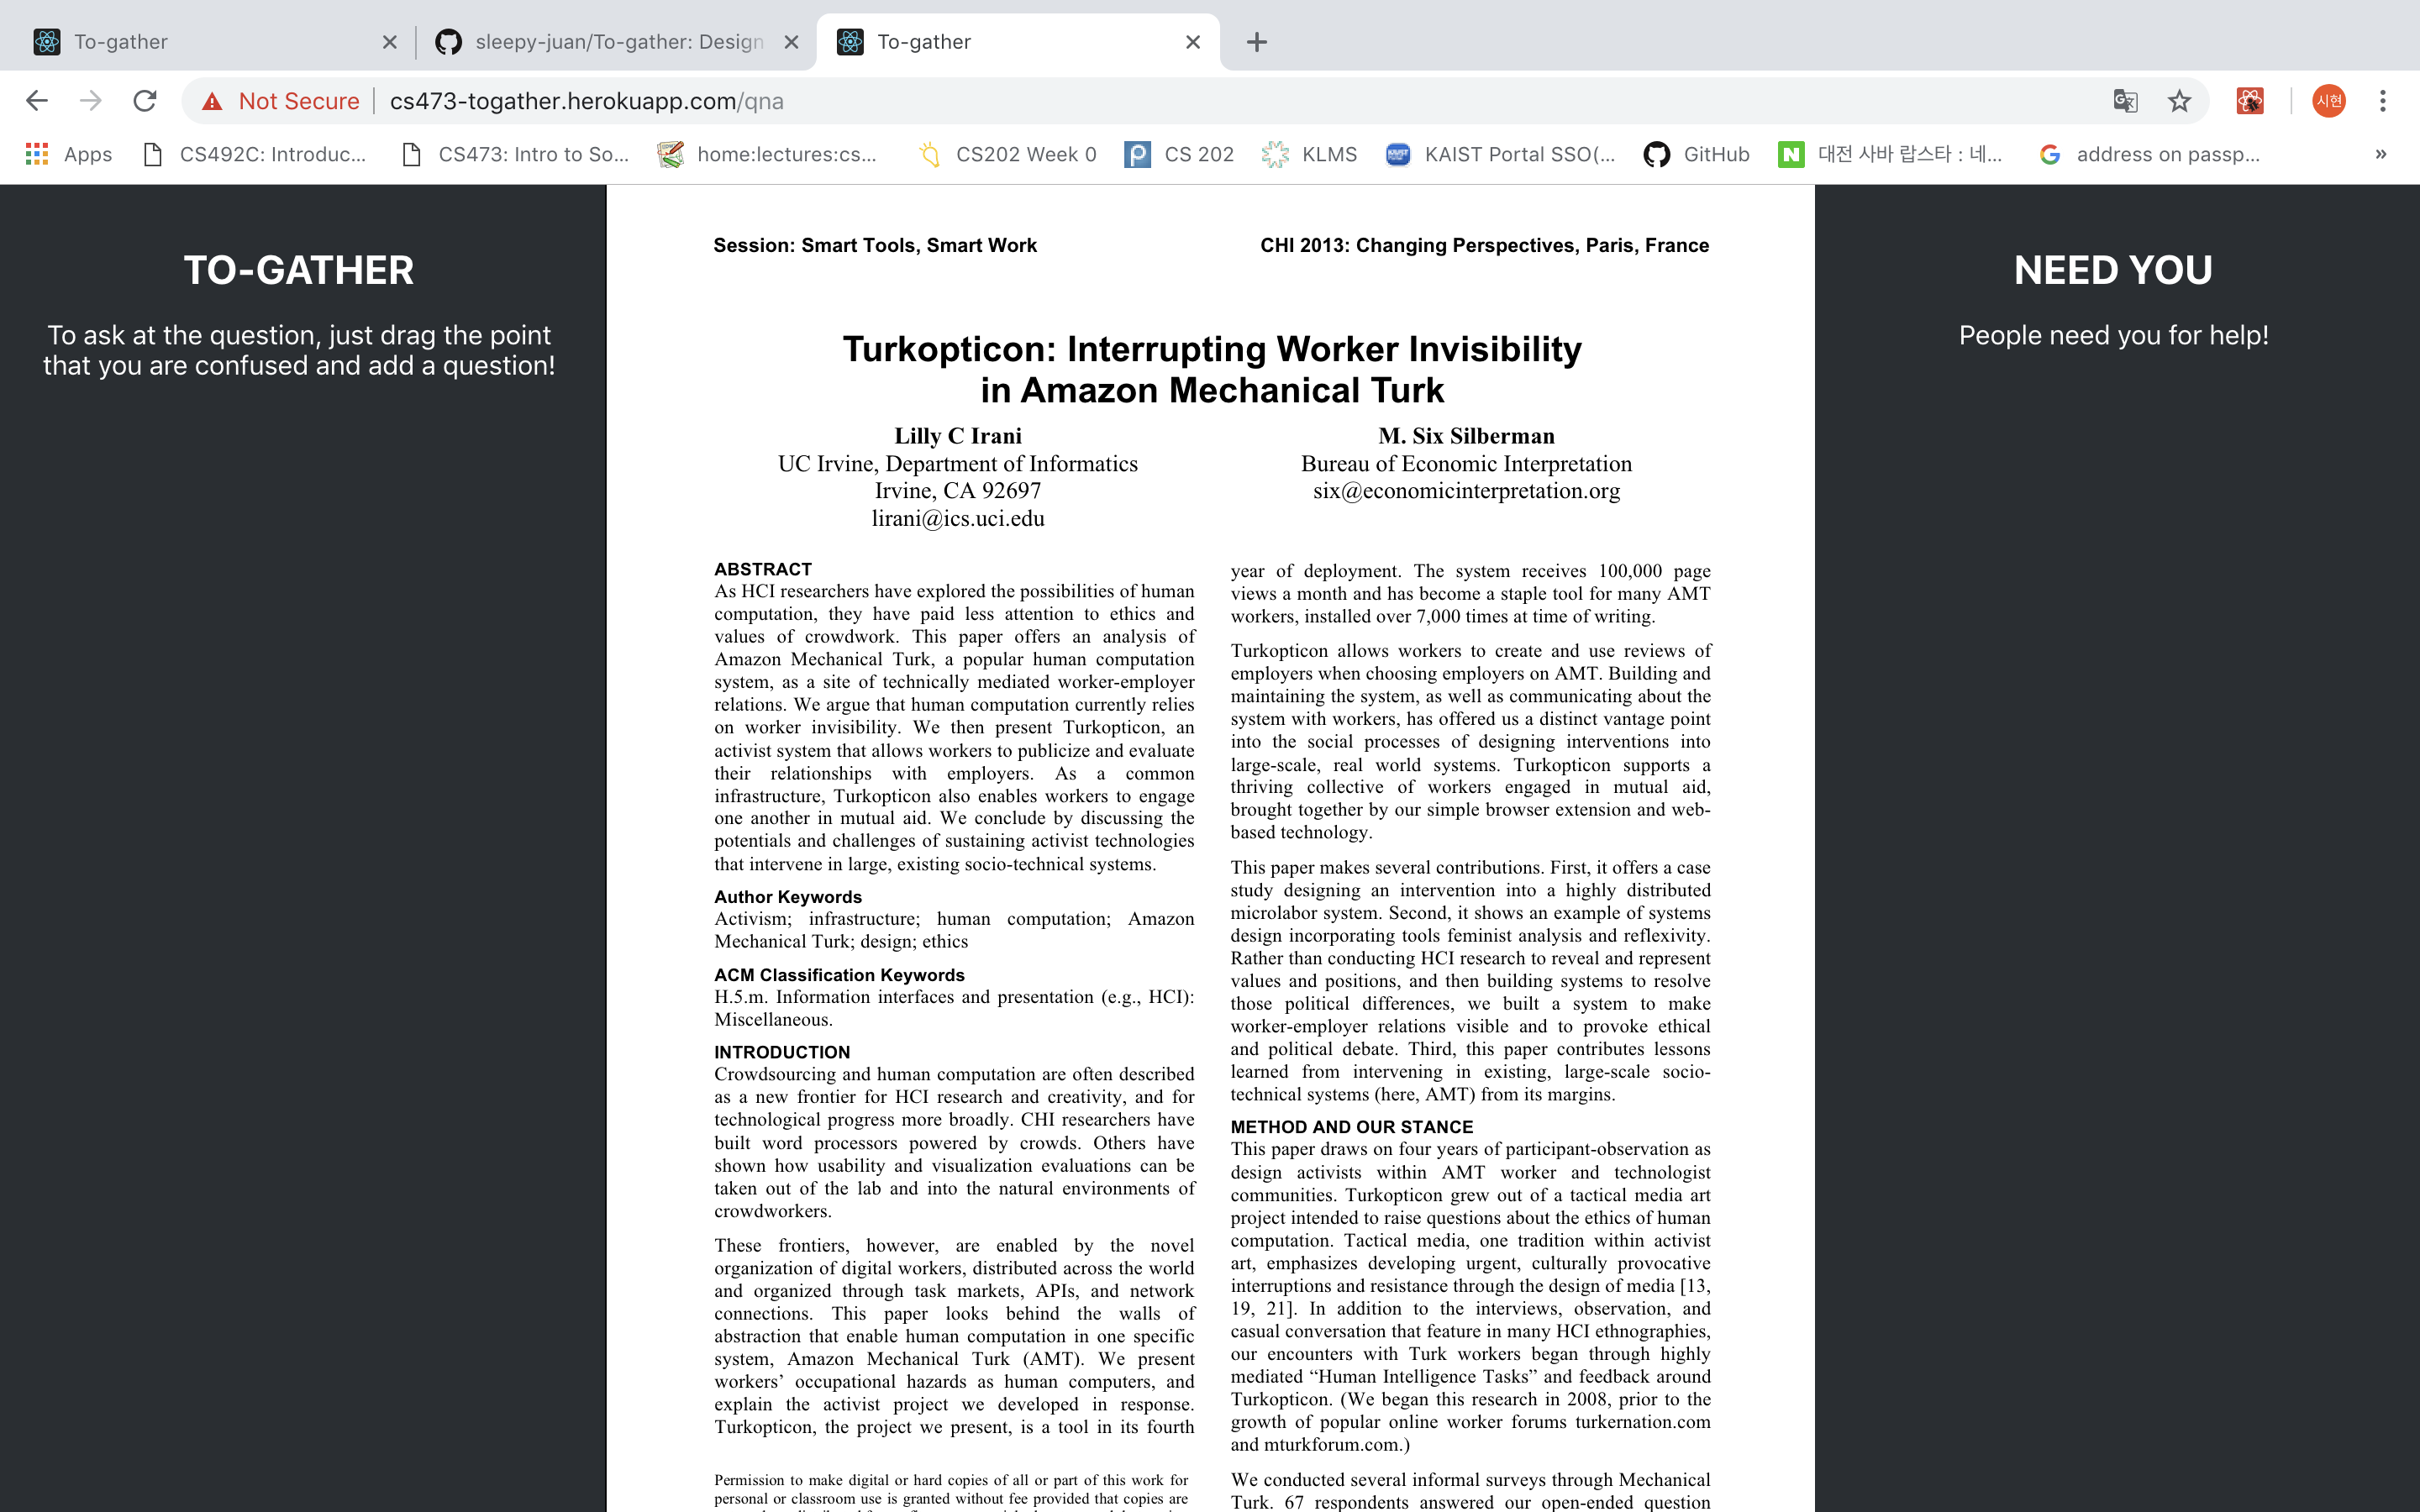 To-gather
sleepy-juan/To-gather: Design
To-gather
Not Secure
cs473-togather.herokuapp.com/qna
시현
Apps
CS492C: Introduc...
CS473: Intro to So...
home:lectures:cs...
CS202 Week 0
CS 202
KLMS
KAIST Portal SSO(...
GitHub
대전 사바 랍스타 : 네...
address on passp...
»
TO-GATHER
To ask at the question, just drag the point
that you are confused and add a question!
Session: Smart Tools, Smart Work
CHI 2013: Changing Perspectives, Paris, France
Turkopticon: Interrupting Worker Invisibility
in Amazon Mechanical Turk
Lilly C Irani
UC Irvine, Department of Informatics
Irvine, CA 92697
lirani@ics.uci.edu
M. Six Silberman
Bureau of Economic Interpretation
six@economicinterpretation.org
ABSTRACT
As HCI researchers have explored the possibilities of human
computation, they have paid less attention to ethics and
values of crowdwork. This paper offers an analysis of
Amazon Mechanical Turk, a popular human computation
system, as a site of technically mediated worker-employer
relations. We argue that human computation currently relies
on worker invisibility. We then present Turkopticon, an
activist system that allows workers to publicize and evaluate
their relationships with employers. As a common
infrastructure, Turkopticon also enables workers to engage
one another in mutual aid. We conclude by discussing the
potentials and challenges of sustaining activist technologies
that intervene in large, existing socio-technical systems.
Author Keywords
Activism; infrastructure; human computation; Amazon
Mechanical Turk; design; ethics
ACM Classification Keywords
H.5.m. Information interfaces and presentation (e.g., HCI):
Miscellaneous.
INTRODUCTION
Crowdsourcing and human computation are often described
as a new frontier for HCI research and creativity, and for
technological progress more broadly. CHI researchers have
built word processors powered by crowds. Others have
shown how usability and visualization evaluations can be
taken out of the lab and into the natural environments of
crowdworkers.
These frontiers, however, are enabled by the novel
organization of digital workers, distributed across the world
and organized through task markets, APIs, and network
connections. This paper looks behind the walls of
abstraction that enable human computation in one specific
system, Amazon Mechanical Turk (AMT). We present
workers’ occupational hazards as human computers, and
explain the activist project we developed in response.
Turkopticon, the project we present, is a tool in its fourth
Permission to make digital or hard copies of all or part of this work for
personal or classroom use is granted without fee provided that copies are
year of deployment. The system receives 100,000 page
views a month and has become a staple tool for many AMT
workers, installed over 7,000 times at time of writing.
Turkopticon allows workers to create and use reviews of
employers when choosing employers on AMT. Building and
maintaining the system, as well as communicating about the
system with workers, has offered us a distinct vantage point
into the social processes of designing interventions into
large-scale, real world systems. Turkopticon supports a
thriving collective of workers engaged in mutual aid,
brought together by our simple browser extension and web-
based technology.
This paper makes several contributions. First, it offers a case
study designing an intervention into a highly distributed
microlabor system. Second, it shows an example of systems
design incorporating tools feminist analysis and reflexivity.
Rather than conducting HCI research to reveal and represent
values and positions, and then building systems to resolve
those political differences, we built a system to make
worker-employer relations visible and to provoke ethical
and political debate. Third, this paper contributes lessons
learned from intervening in existing, large-scale socio-
technical systems (here, AMT) from its margins.
METHOD AND OUR STANCE
This paper draws on four years of participant-observation as
design activists within AMT worker and technologist
communities. Turkopticon grew out of a tactical media art
project intended to raise questions about the ethics of human
computation. Tactical media, one tradition within activist
art, emphasizes developing urgent, culturally provocative
interruptions and resistance through the design of media [13,
19, 21]. In addition to the interviews, observation, and
casual conversation that feature in many HCI ethnographies,
our encounters with Turk workers began through highly
mediated “Human Intelligence Tasks” and feedback around
Turkopticon. (We began this research in 2008, prior to the
growth of popular online worker forums turkernation.com
and mturkforum.com.)
We conducted several informal surveys through Mechanical
Turk. 67 respondents answered our open-ended question
NEED YOU
People need you for help!